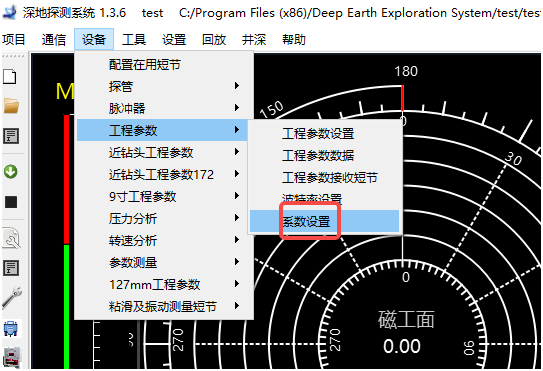 深地探测系统 1.3.6 test C:/Program Files (x86)/Deep Earth Exploration System/test/test
项目 通信 设备 工具 设置 回放 井深 帮助
配置在用短节
探管
脉冲器
工程参数
近钻头工程参数
近钻头工程参数172
9寸工程参数
压力分析
转速分析
参数测量
127mm工程参数
粘滑及振动测量短节
工程参数设置
工程参数数据
工程参数接收短节
波特率设置
系数设置
M
180
150
0
30
0
磁工面
0.00
270
270
90